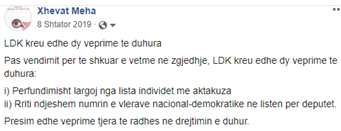 Xhevat Meha
8 Shtator 2019 ·
LDK kreu edhe dy veprime te duhura
Pas vendimit per te shkuar e vetme ne zgjedhje, LDK kreu edhe dy veprime te
duhura:
i) Perfundimisht largoj nga lista individet me aktakuza
ii) Rriti ndjeshem numrin e vlerave nacional-demokratike ne listen per deputet.
Presim edhe veprime tjera te radhes ne drejtimin e duhur.